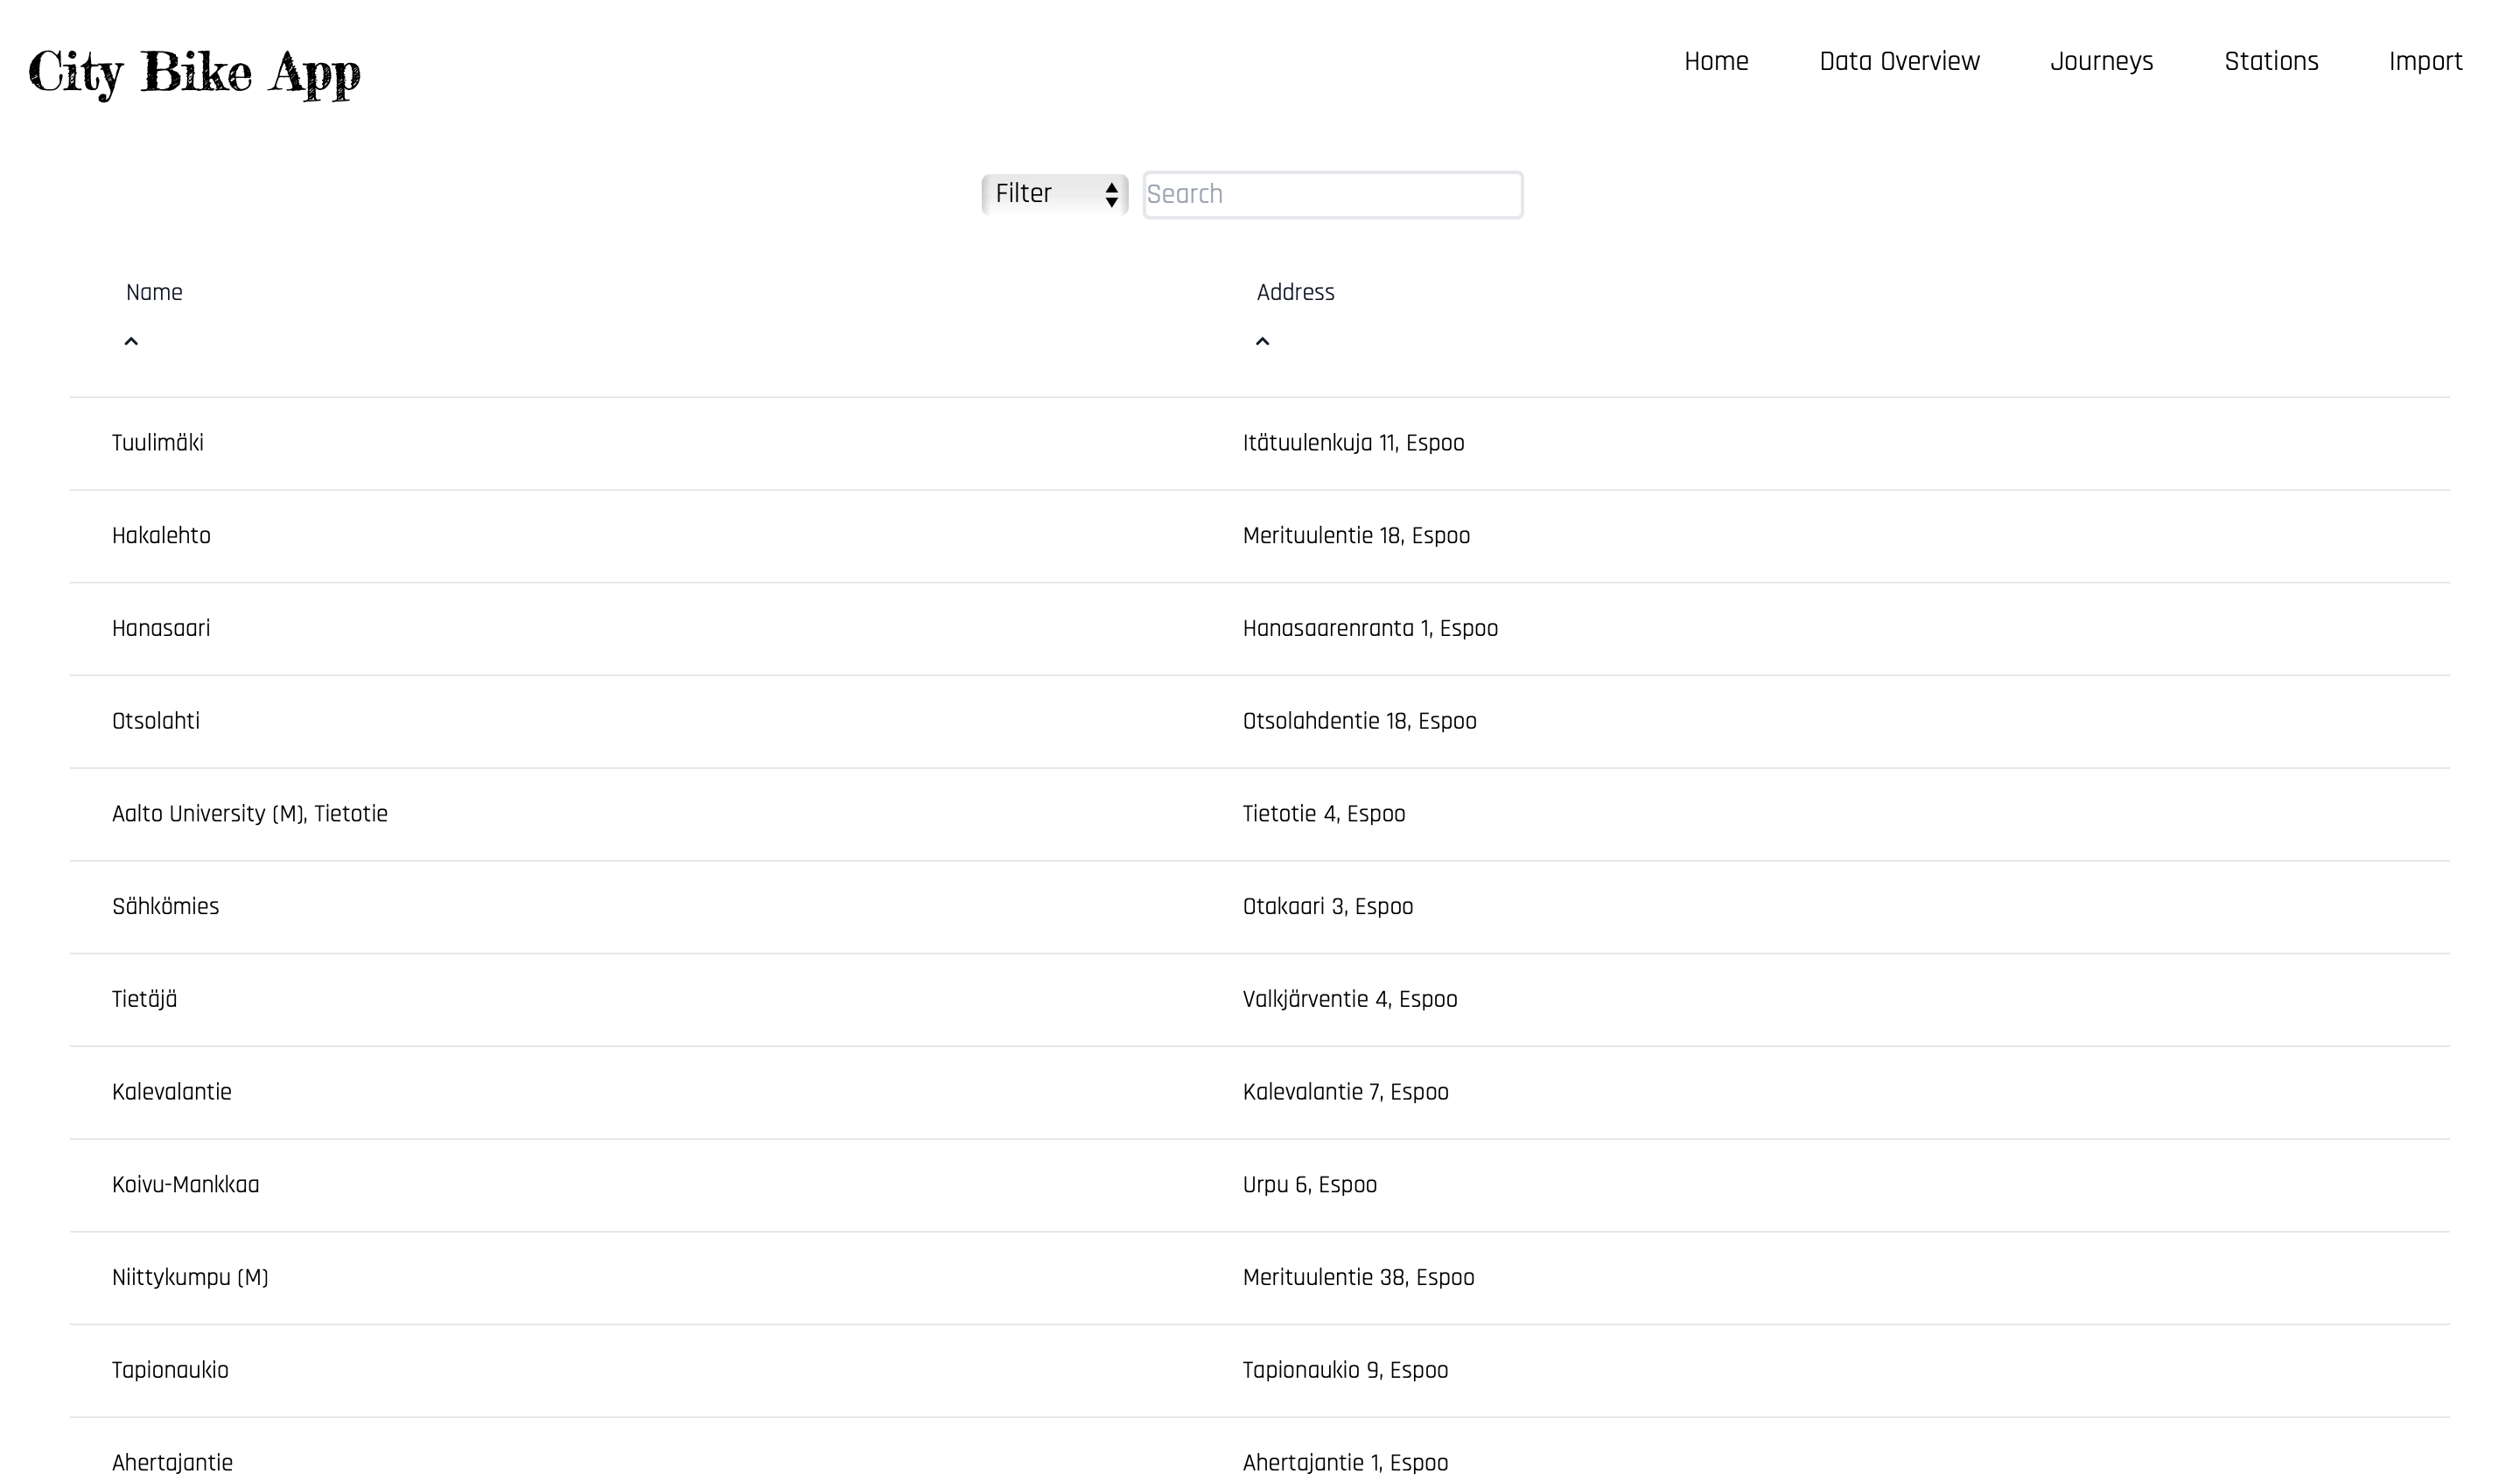 City Bike App
Home Data Overview Journeys Stations Import
Filter Search
Name Address
Tuulimäki Itätuulenkuja 11, Espoo
Hakalehto Merituulentie 18, Espoo
Hanasaari Hanasaarenranta 1, Espoo
Otsolahti Otsolahdentie 18, Espoo
Aalto University (M), Tietotie Tietotie 4, Espoo
Sähkömies Otakaari 3, Espoo
Tietäjä Valkjärventie 4, Espoo
Kalevalantie Kalevalantie 7, Espoo
Koivu-Mankkaa Urpu 6, Espoo
Niittykumpu (M) Merituulentie 38, Espoo
Tapionaukio Tapionaukio 9, Espoo
Ahertajantie Ahertajantie 1, Espoo